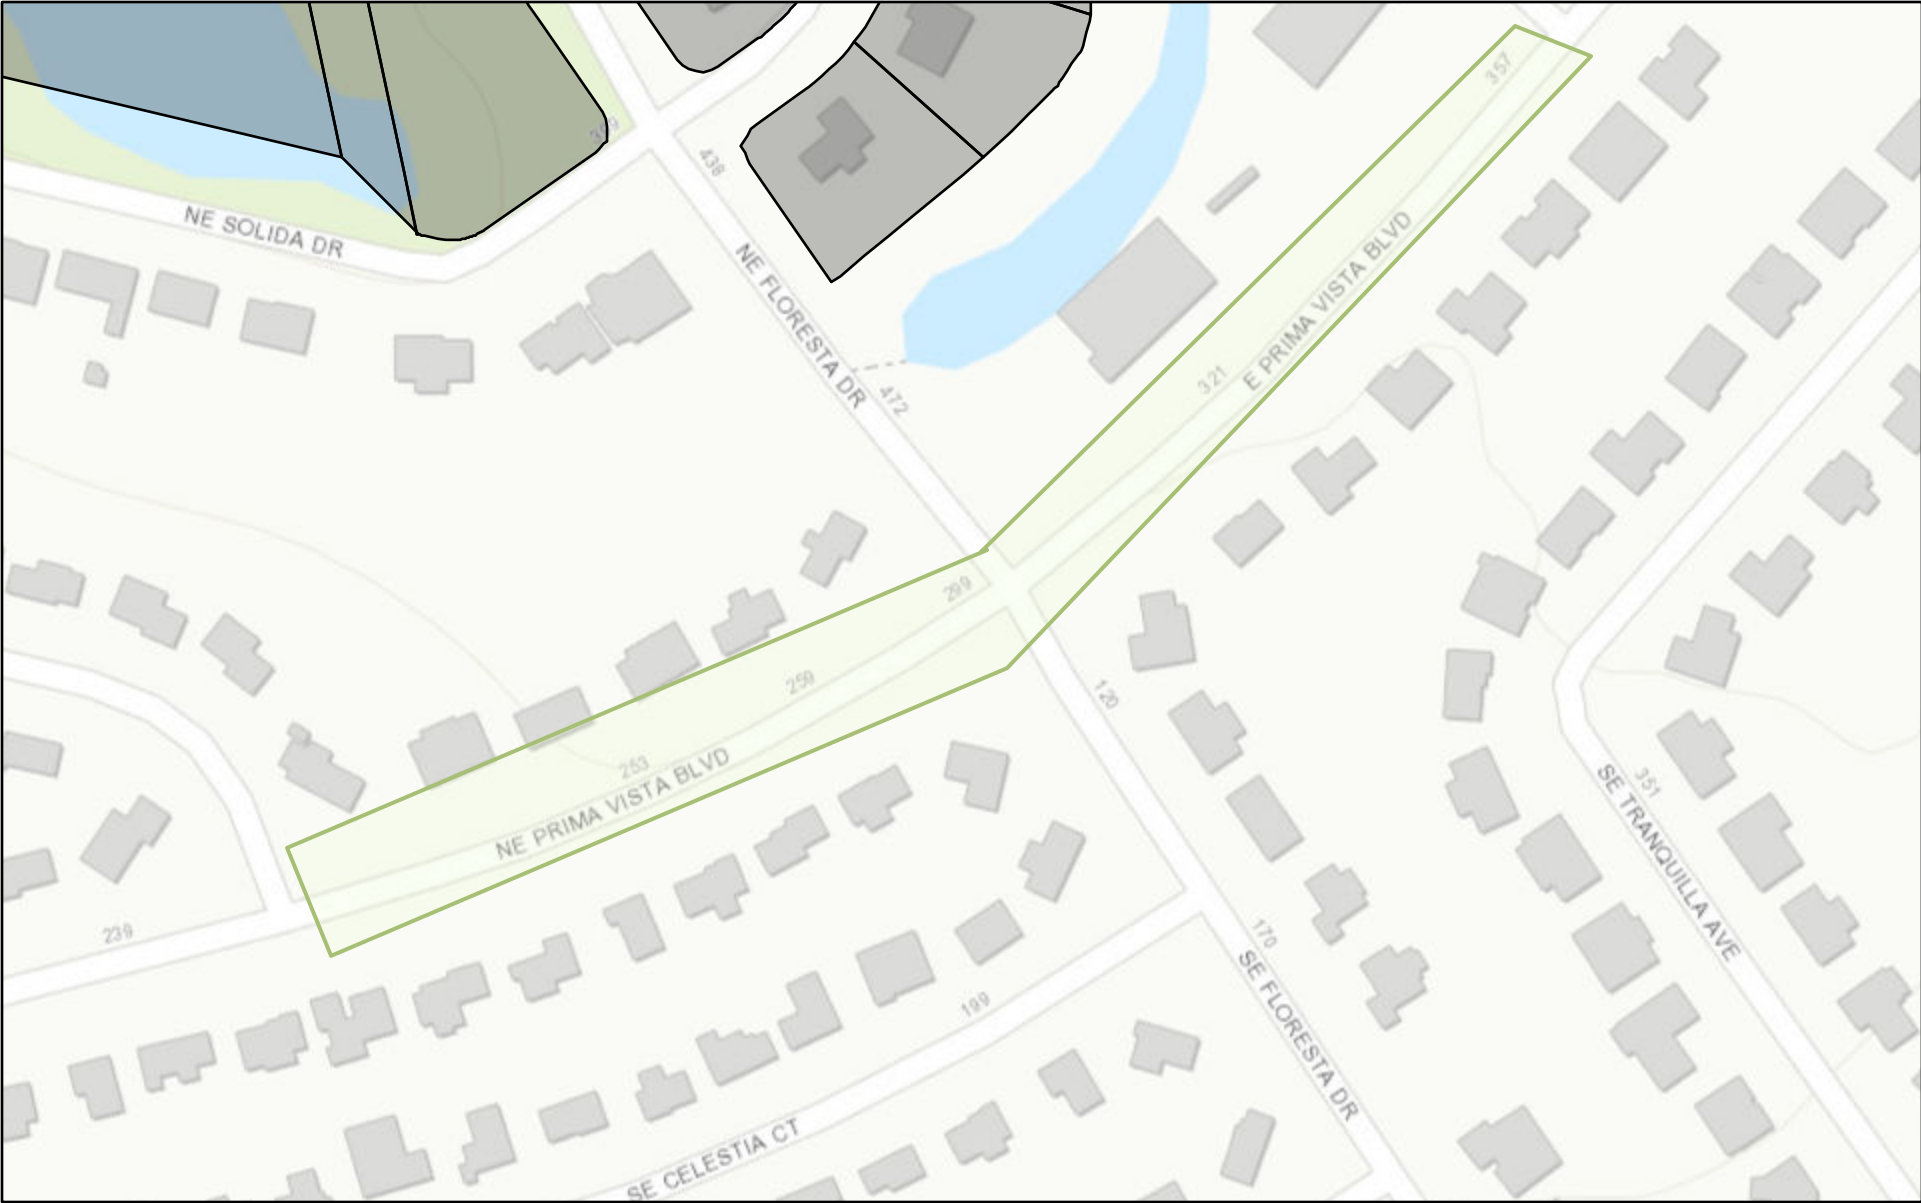 357
369
438
NE SOLIDA DR
NE FLORESTA DR
E PRIMA VISTA BLVD
321
472
299
259
120
253
NE PRIMA VISTA BLVD
351
SE TRANQUILLA AVE
239
170
SE FLORESTA DR
199
SE CELESTIA CT